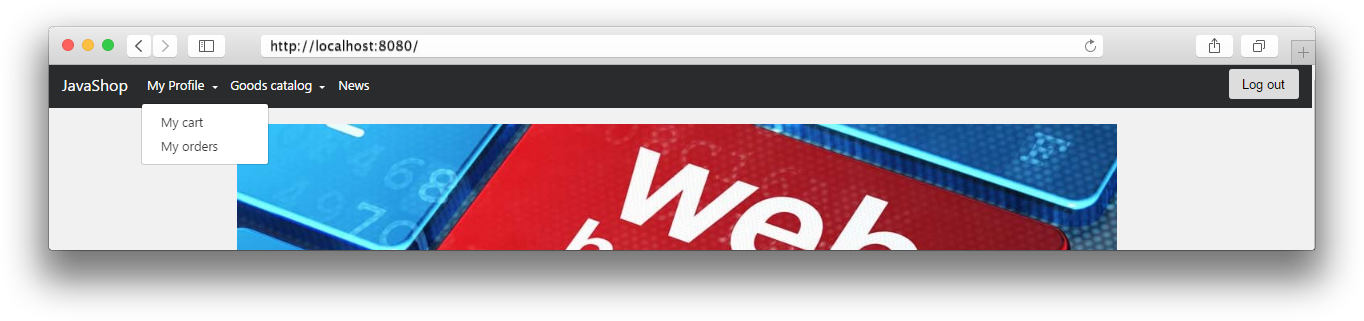 http://localhost:8080/
JavaShop My Profile Goods catalog News Log out
My cart
My orders
web